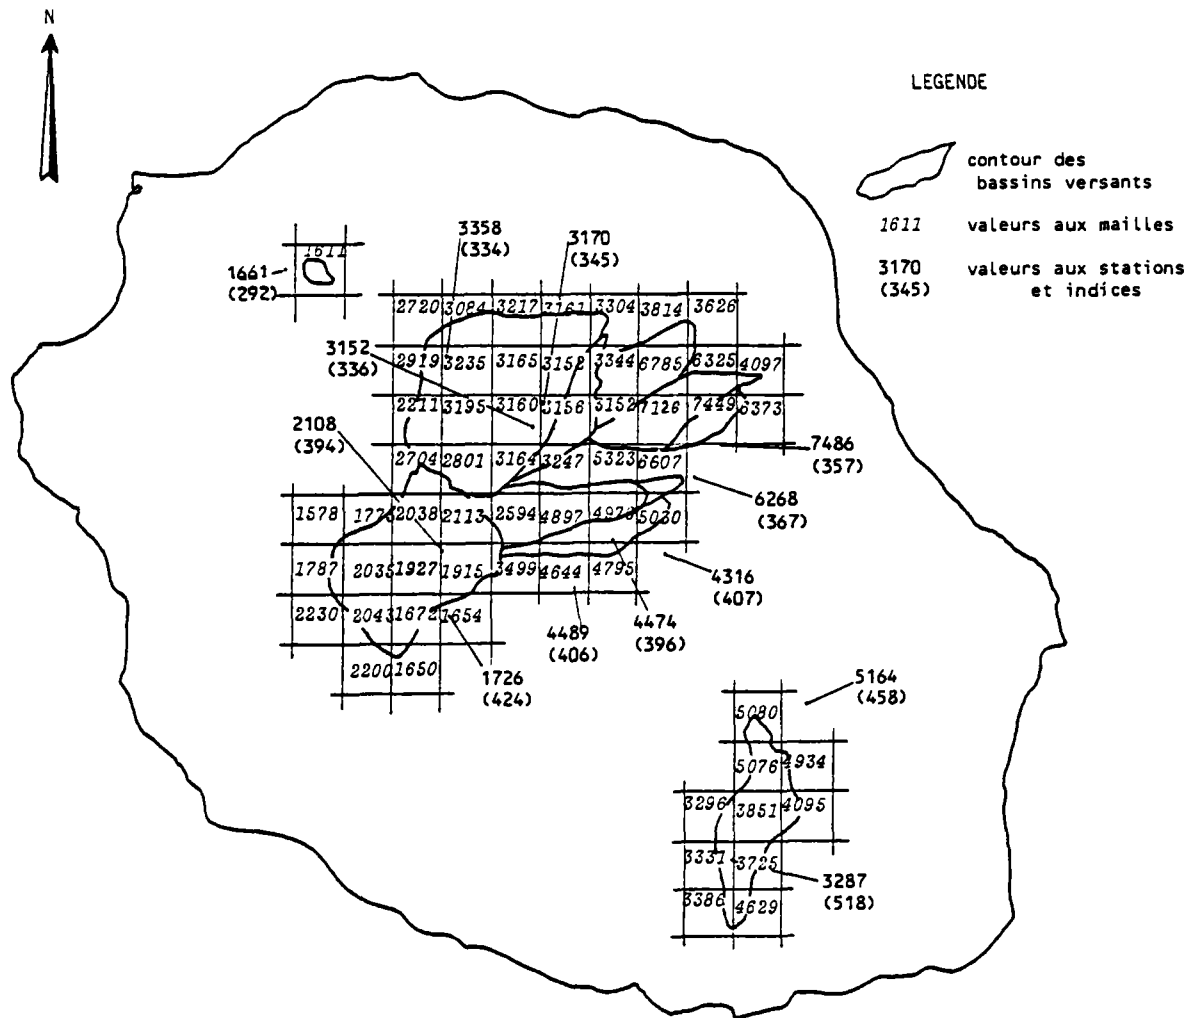 N
LEGENDE
contour des
bassins versants
1611 valeurs aux mailles
3170 valeurs aux stations
(345) et indices
3358
(334)
3170
(345)
1611
1661
(292)
2720 3084 3217 3161 3304 3814 3626
3152
(336)
2919 3235 3165 3152 3344 6785 6325 4097
2211 3195 3160 3156 5152 7126 7449 6373
2108
(394)
7486
(357)
2704 2801 3164 3247 5323 6607
6268
(367)
1578 2038 2113 2594 4897 5030
1787 2035 1927 1915 3499 4644 4795
4316
(407)
2230 2043 1672 1654
4489
(406)
4474
(396)
2200 1650
1726
(424)
5164
(458)
5080
5076 4934
3296 3851 4095
3331 3725
3287
(518)
3386 4629